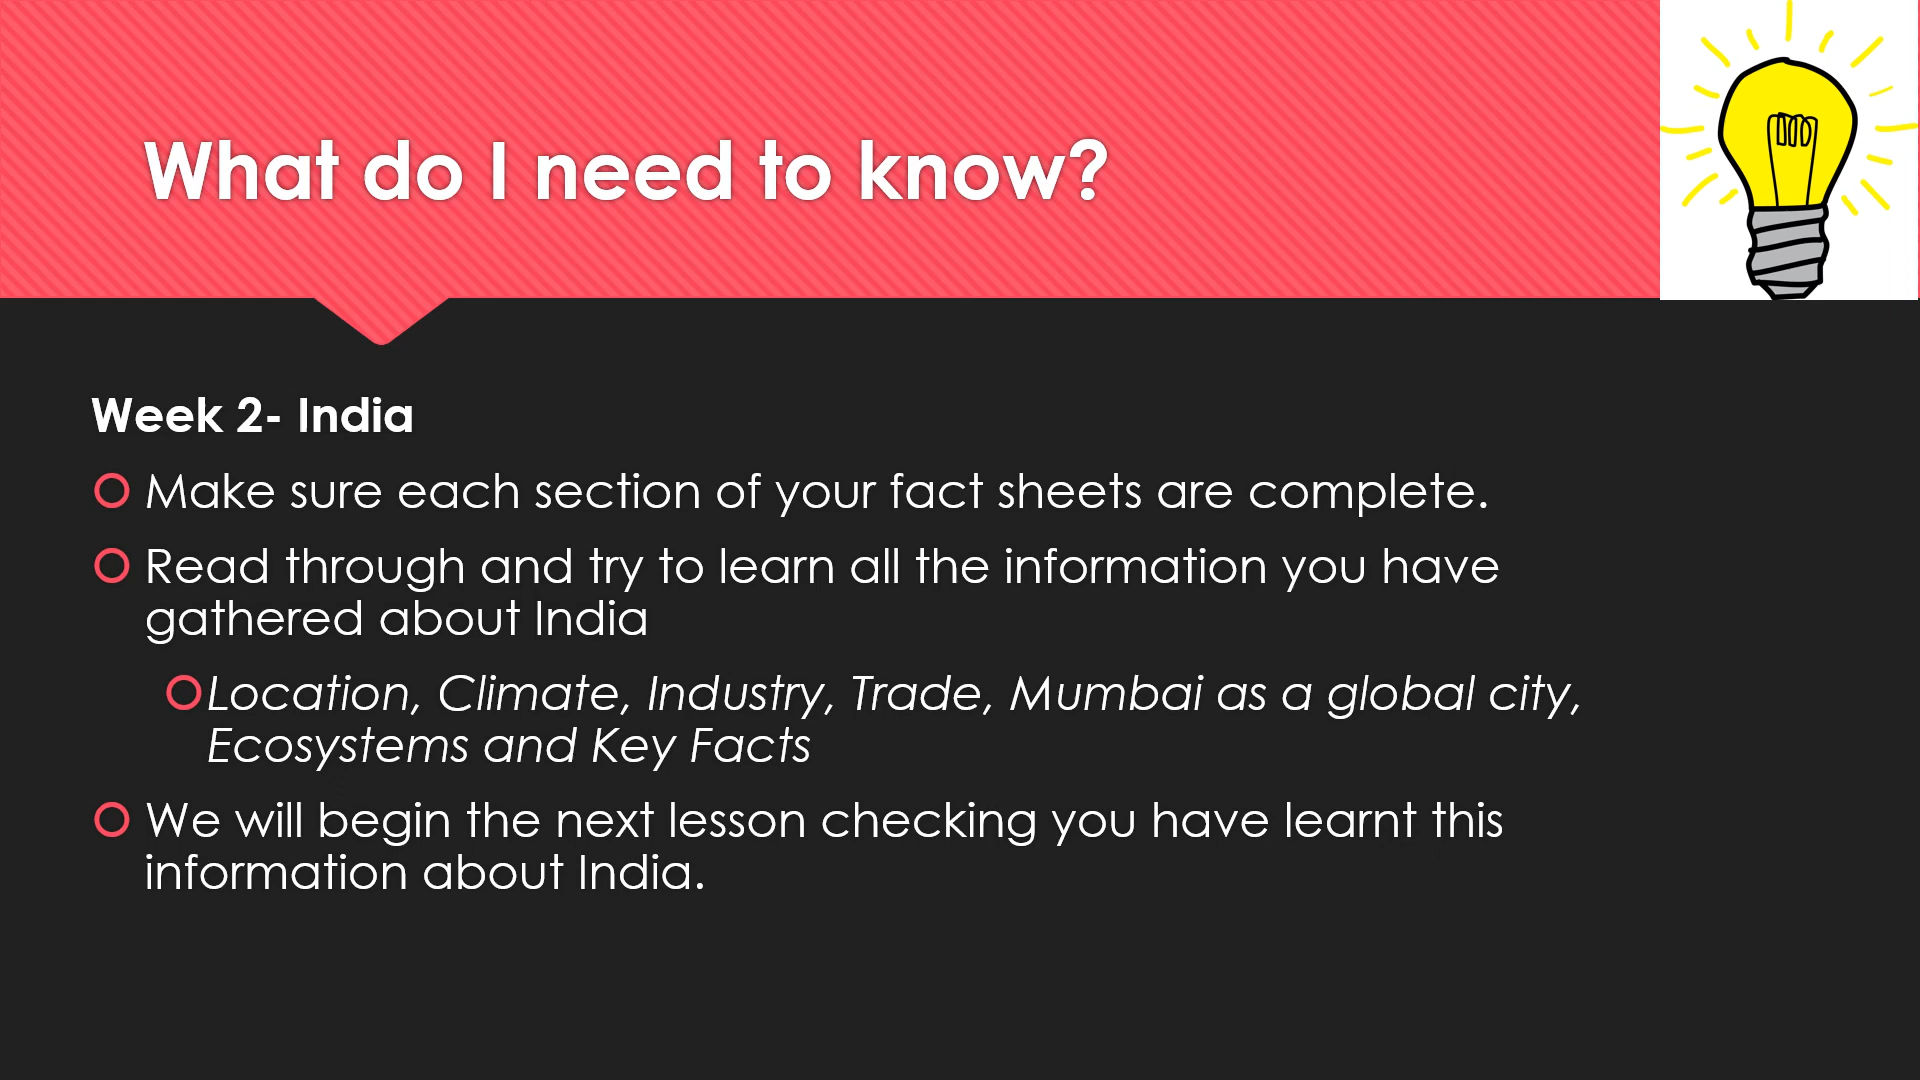 What do I need to know?
Week 2- India
Make sure each section of your fact sheets are complete.
Read through and try to learn all the information you have
gathered about India
Location, Climate, Industry, Trade, Mumbai as a global city,
Ecosystems and Key Facts
We will begin the next lesson checking you have learnt this
information about India.